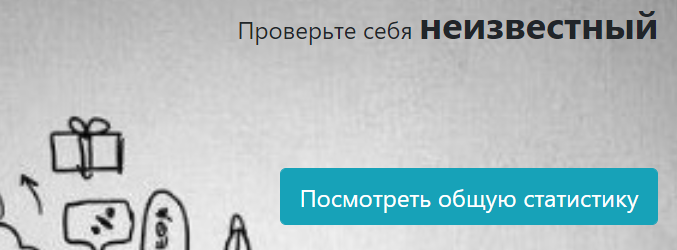 Проверьте себя неизвестный
Посмотреть общую статистику
%